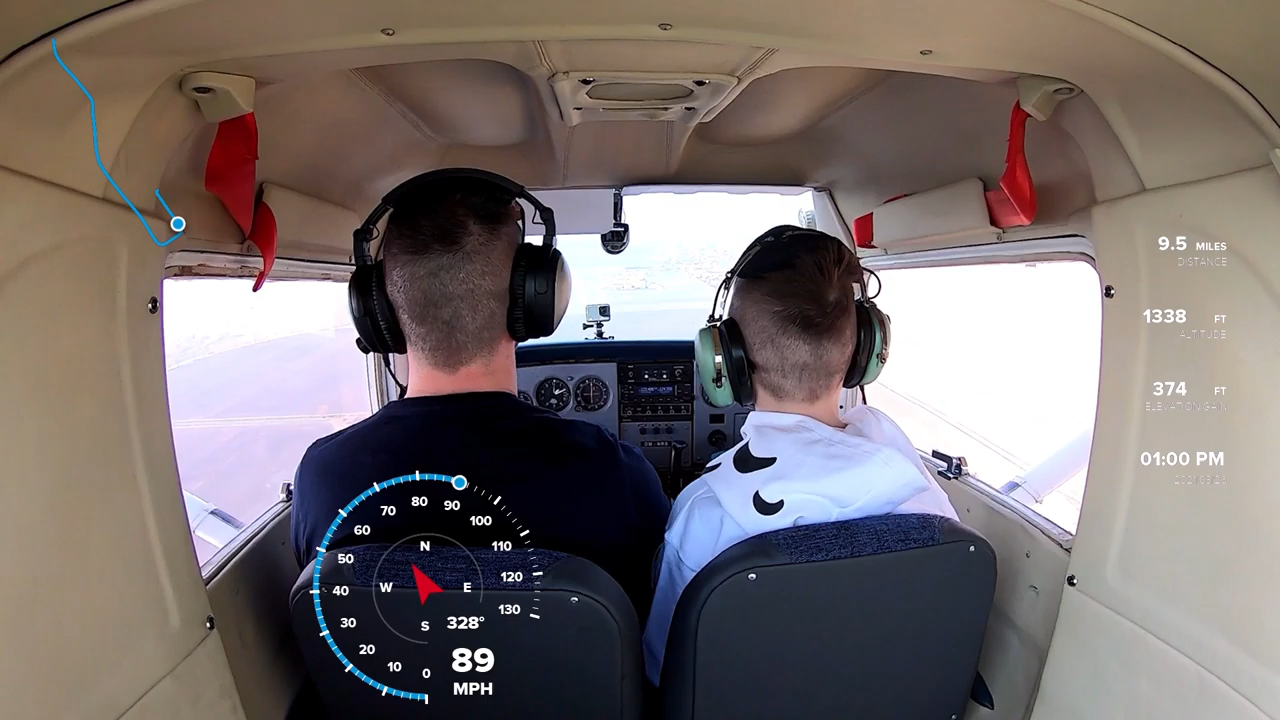 9.5 MILES
DISTANCE
1338 FT
ALTITUDE
374 FT
ELEVATION GAIN
01:00 PM
0
10
20
30
40
50
60
70
80
90
100
110
120
130
N
W
E
S
328°
89
MPH